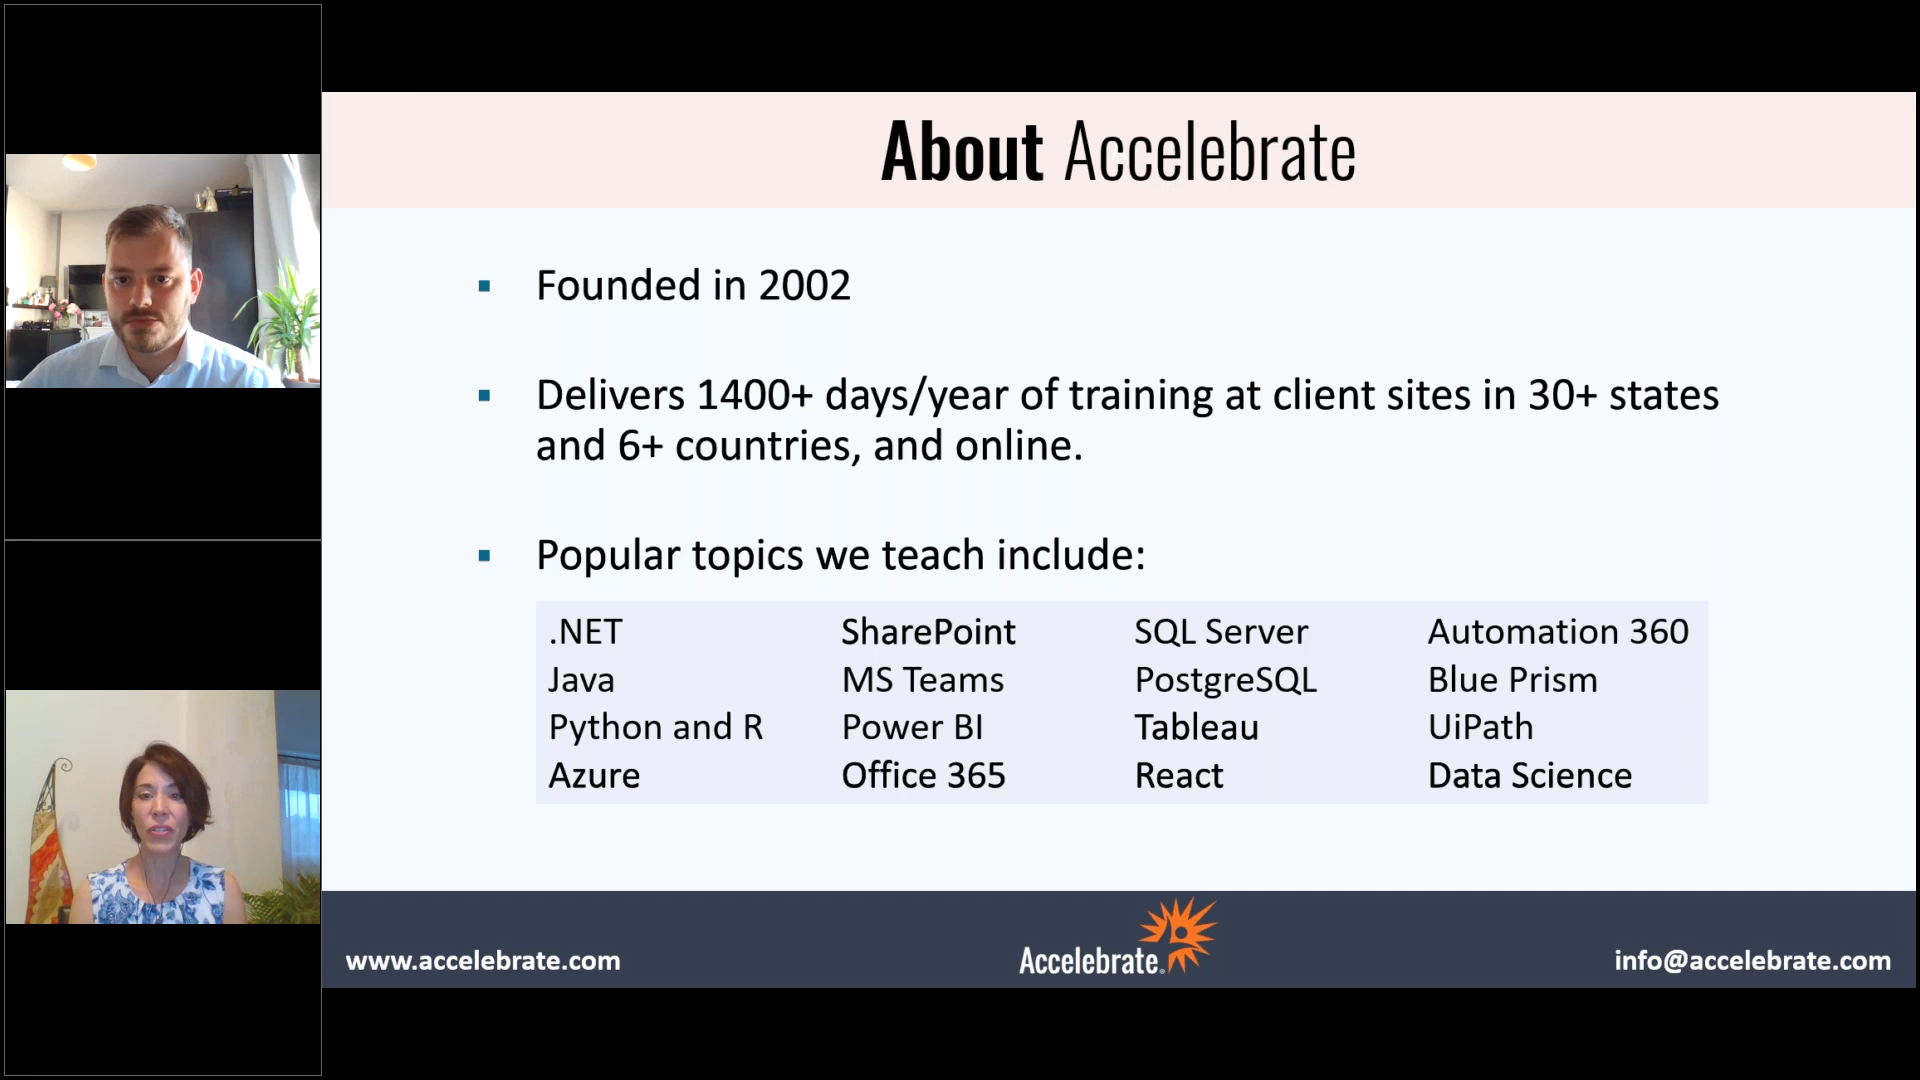 About Accelebrate
▪ Founded in 2002
▪ Delivers 1400+ days/year of training at client sites in 30+ states
and 6+ countries, and online.
▪ Popular topics we teach include:
.NET SharePoint SQL Server Automation 360
Java MS Teams PostgreSQL Blue Prism
Python and R Power BI Tableau UiPath
Azure Office 365 React Data Science
www.accelebrate.com Accelebrate. info@accelebrate.com